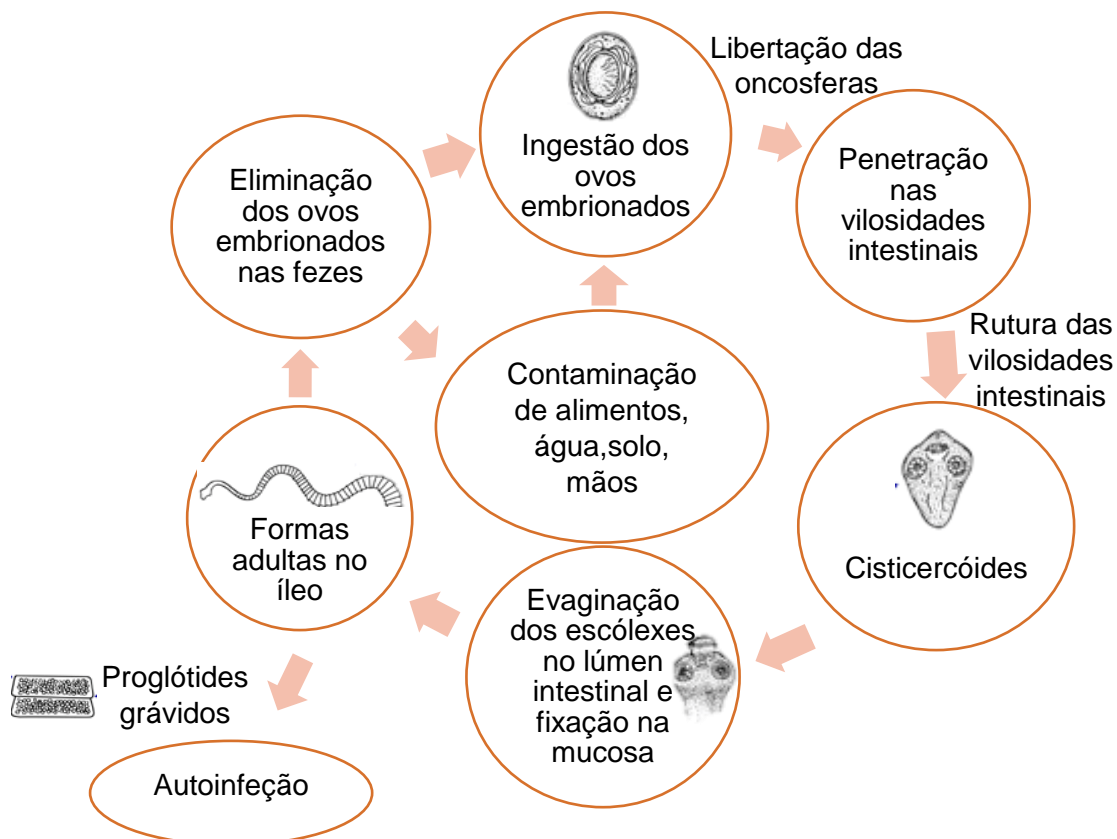 Libertação das
oncosferas
Ingestão dos
ovos
embrionados
Penetração
nas
vilosidades
intestinais
Rutura das
vilosidades
intestinais
Cisticercóides
Evaginação
dos escólexes
no lúmen
intestinal e
fixação na
mucosa
Formas
adultas no
íleo
Proglótides
grávidos
Autoinfeção
Eliminação
dos ovos
embrionados
nas fezes
Contaminação
de alimentos,
água,solo,
mãos